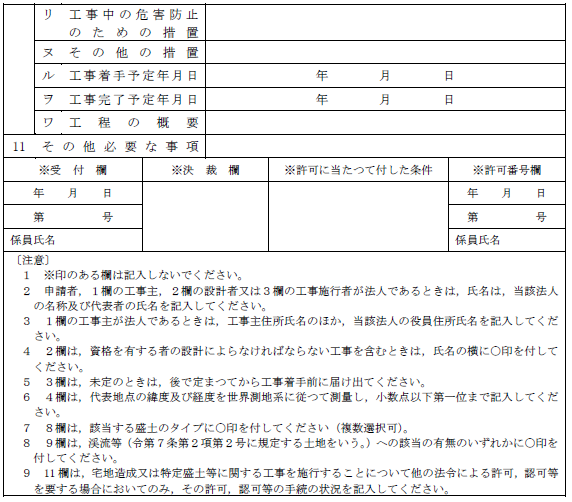 リ 工事中の危害防止
のための措置
ヌ その他の措置
ル 工事着手予定年月日 年 月 日
ヲ 工事完了予定年月日 年 月 日
ワ 工程の概要
11 その他必要な事項
※受付欄 ※決裁欄 ※許可に当たつて付した条件 ※許可番号欄
年 月 日 年 月 日
第 号 第 号
係員氏名 係員氏名
〔注意〕
1 ※印のある欄は記入しないでください。
2 申請者，1欄の工事主，2欄の設計者又は3欄の工事施行者が法人であるときは，氏名は，当該法人
の名称及び代表者の氏名を記入してください。
3 1欄の工事主が法人であるときは，工事主住所氏名のほか，当該法人の役員住所氏名を記入してくだ
さい。
4 2欄は，資格を有する者の設計によらなければならない工事を含むときは，氏名の横に○印を付して
ください。
5 3欄は，未定のときは，後で定まつてから工事着手前に届け出てください。
6 4欄は，代表地点の緯度及び経度を世界測地系に従つて測量し，小数点以下第一位まで記入してくだ
さい。
7 8欄は，該当する盛土のタイプに○印を付してください（複数選択可）。
8 9欄は，渓流等（令第7条第2項第2号に規定する土地をいう。）への該当の有無のいずれかに○印を
付してください。
9 11欄は，宅地造成又は特定盛土等に関する工事を施行することについて他の法令による許可，認可等
を要する場合においてのみ，その許可，認可等の手続の状況を記入してください。